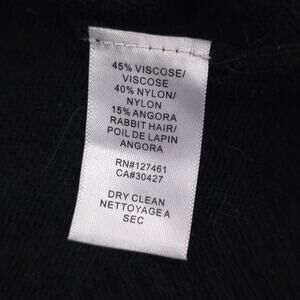 45% VISCOSE/
VISCOSE
40% NYLON/
NYLON
15% ANGORA
RABBIT HAIR/
POIL DE LAPIN
ANGORA
RN#127461
CA#30427
DRY CLEAN
NETTOYAGE A
SEC